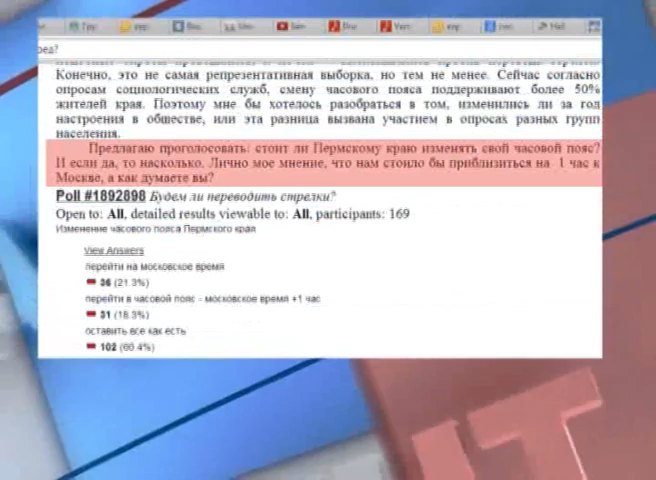 реа?
Конечно, это не самая репрезентативная выборка, но тем не менее. Сейчас согласно
опросам социологических служб, смену часового пояса поддерживают более 50%
жителей края. Поэтому мне бы хотелось разобраться в том, изменились ли за год
настроения в обществе, или эта разница вызвана участием в опросах разных групп
населения.
Предлагаю проголосовать: стоит ли Пермскому краю изменять свой часовой пояс?
И если да, то насколько. Лично мое мнение, что нам стоило бы приблизиться на 1 час к
Москве, а как думаете вы?
Poll #1892898 Будем ли переводить стрелки?
Open to: All, detailed results viewable to: All, participants: 169
Изменение часового пояса Пермского края
View Answers
перейти на московское время
36 (21.3%)
перейти в часовой пояс - московское время +1 час
31 (18.3%)
оставить все как есть
102 (60.4%)